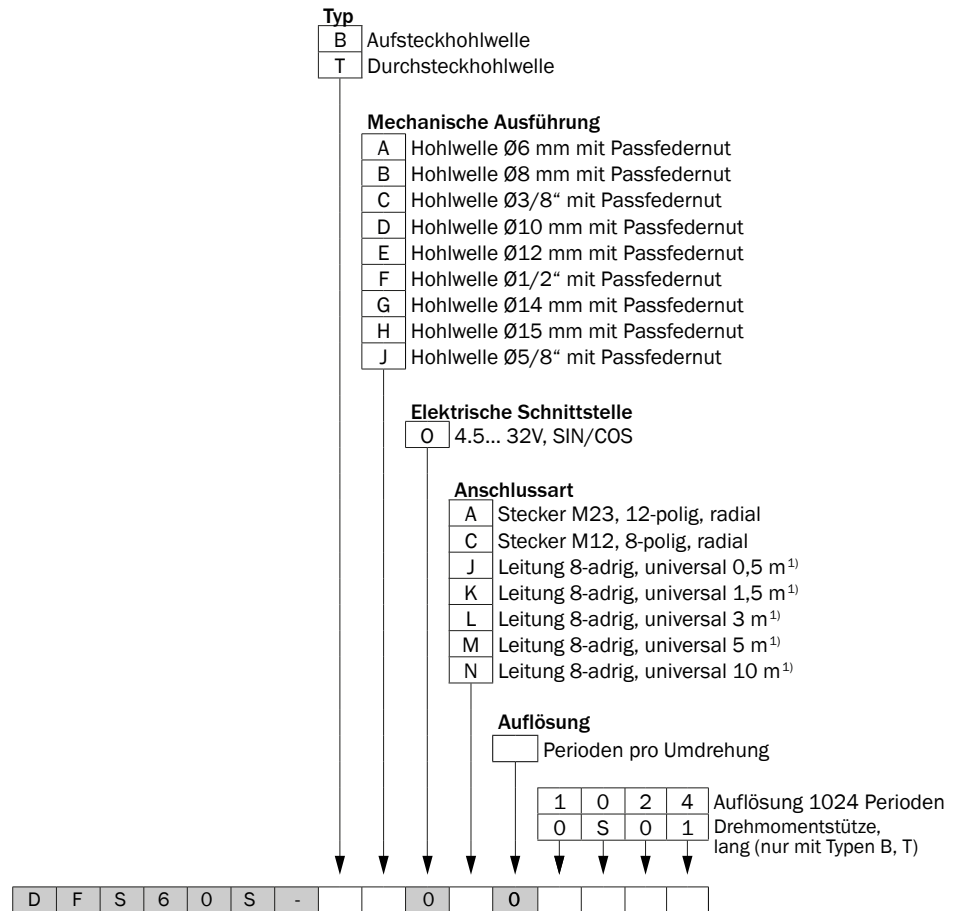 Typ
B Aufsteckhohlwelle
T Durchsteckhohlwelle
Mechanische Ausführung
A Hohlwelle Ø6 mm mit Passfedernut
B Hohlwelle Ø8 mm mit Passfedernut
C Hohlwelle Ø3/8“ mit Passfedernut
D Hohlwelle Ø10 mm mit Passfedernut
E Hohlwelle Ø12 mm mit Passfedernut
F Hohlwelle Ø1/2“ mit Passfedernut
G Hohlwelle Ø14 mm mit Passfedernut
H Hohlwelle Ø15 mm mit Passfedernut
J Hohlwelle Ø5/8“ mit Passfedernut
Elektrische Schnittstelle
0 4.5... 32V, SIN/COS
Anschlussart
A Stecker M23, 12-polig, radial
C Stecker M12, 8-polig, radial
J Leitung 8-adrig, universal 0,5 m1)
K Leitung 8-adrig, universal 1,5 m1)
L Leitung 8-adrig, universal 3 m1)
M Leitung 8-adrig, universal 5 m1)
N Leitung 8-adrig, universal 10 m1)
Auflösung
Perioden pro Umdrehung
1 0 2 4 Auflösung 1024 Perioden
0 S 0 1 Drehmomentstütze,
lang (nur mit Typen B, T)
D F S 6 0 S - 0 0